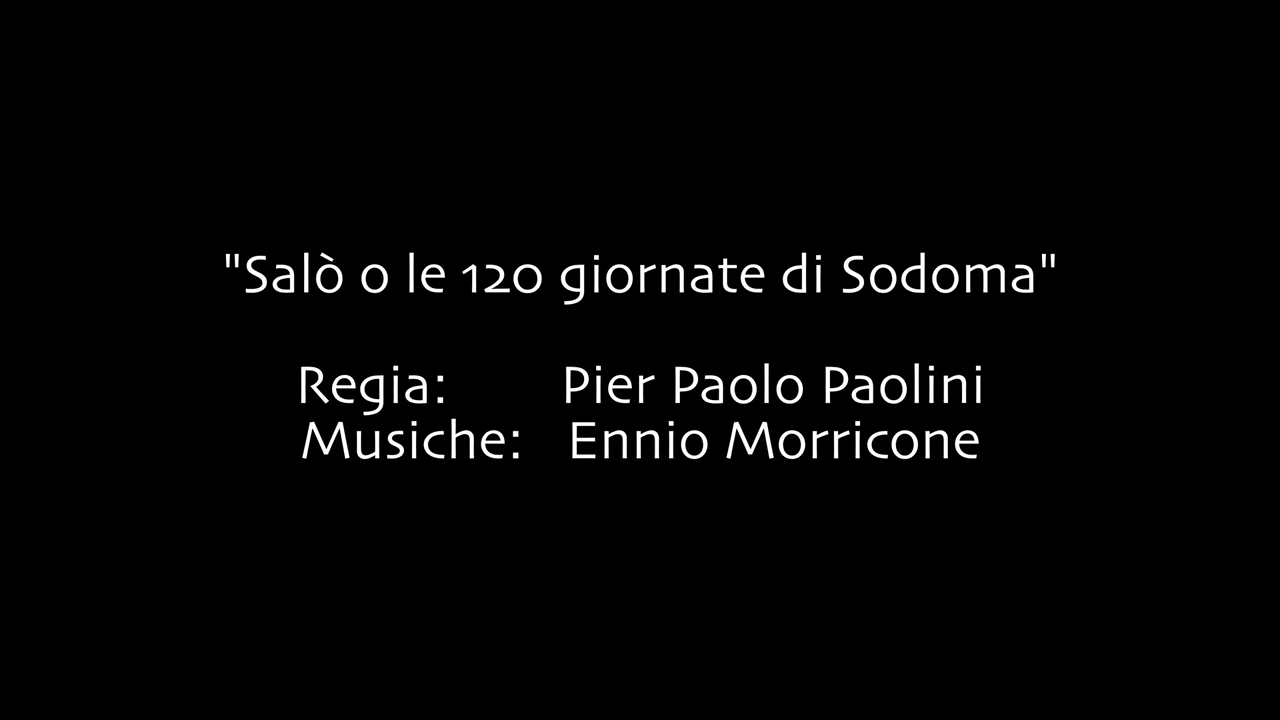 "Salò o le 120 giornate di Sodoma"
Regia: Pier Paolo Paolini
Musiche: Ennio Morricone